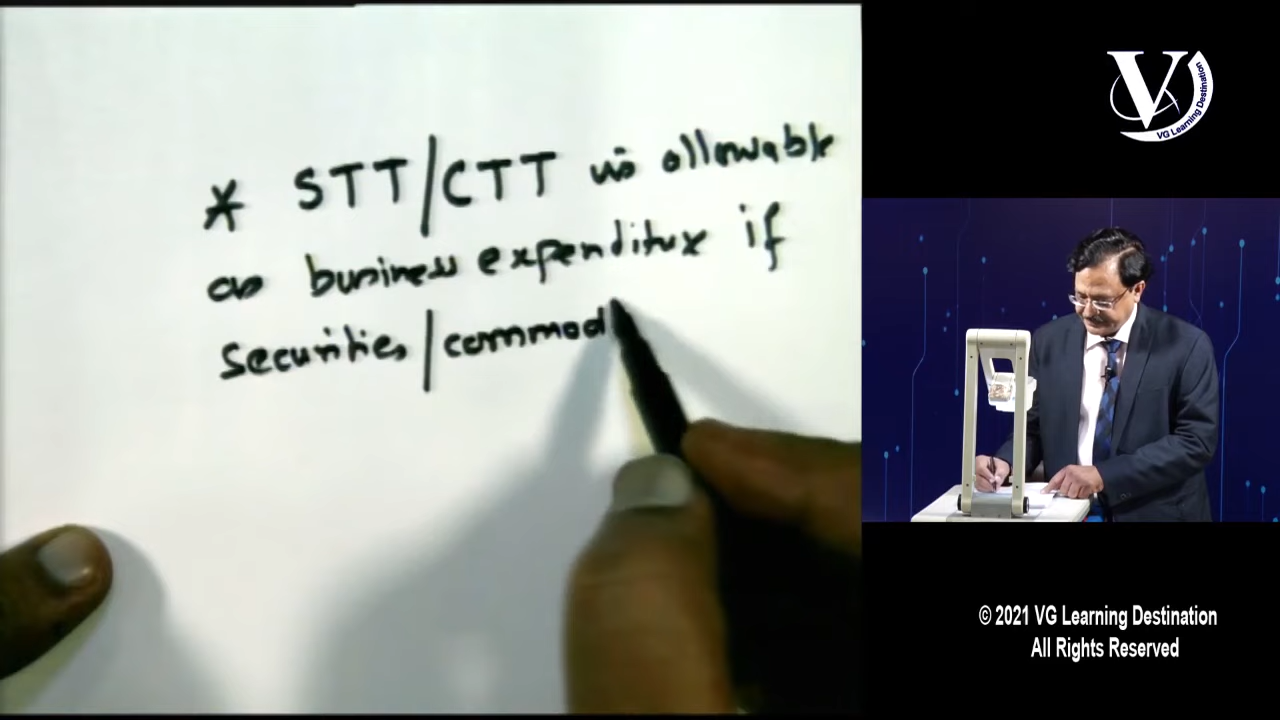 * STT/CTT is allowable
as business expenditure if
Securities/commod
V
VG Learning Destination
© 2021 VG Learning Destination
All Rights Reserved